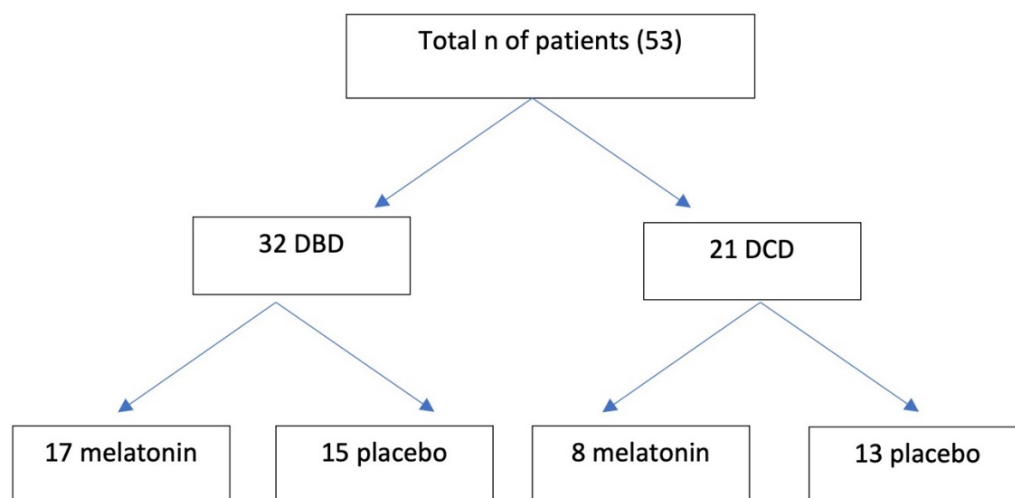 Total n of patients (53)
32 DBD
21 DCD
17 melatonin
15 placebo
8 melatonin
13 placebo